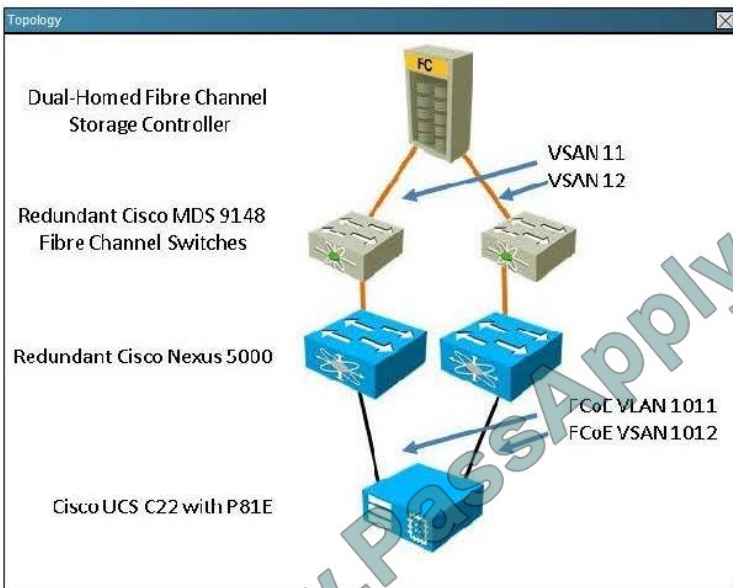 Topology
FC
Dual-Homed Fibre Channel
Storage Controller
VSAN 11
VSAN 12
Redundant Cisco MDS 9148
Fibre Channel Switches
Redundant Cisco Nexus 5000
FCoE VLAN 1011
FCoE VSAN 1012
Cisco UCS C22 with P81E
.PassApply